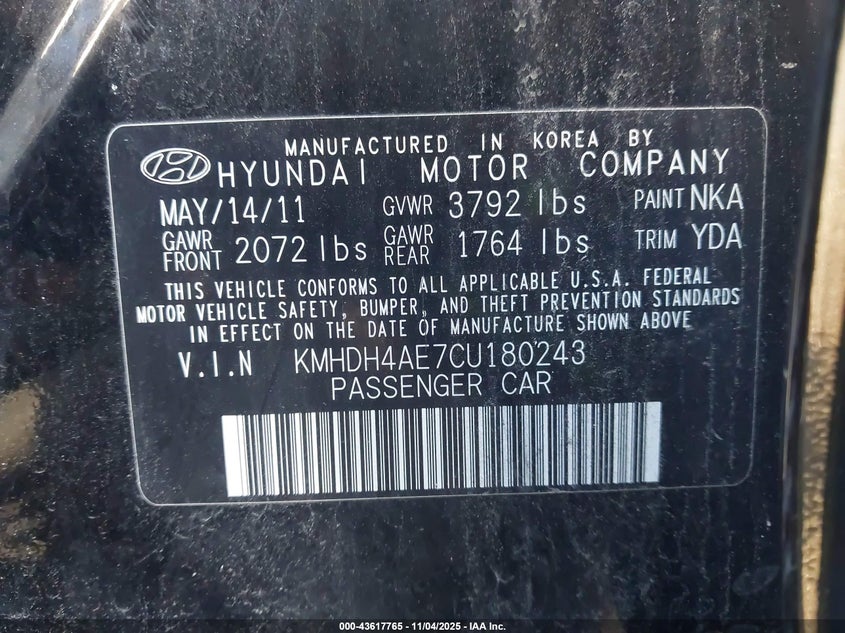 MANUFACTURED IN KOREA BY
HYUNDAI MOTOR COMPANY
MAY/14/11 GVWR 3792 lbs PAINT NKA
GAWR FRONT 2072 lbs GAWR REAR 1764 lbs TRIM YDA
THIS VEHICLE CONFORMS TO ALL APPLICABLE U.S.A. FEDERAL
MOTOR VEHICLE SAFETY, BUMPER, AND THEFT PREVENTION STANDARDS
IN EFFECT ON THE DATE OF MANUFACTURE SHOWN ABOVE
V.I.N KMHDH4AE7CU180243
PASSENGER CAR
000-43617765 - 11/04/2025 - IAA Inc.